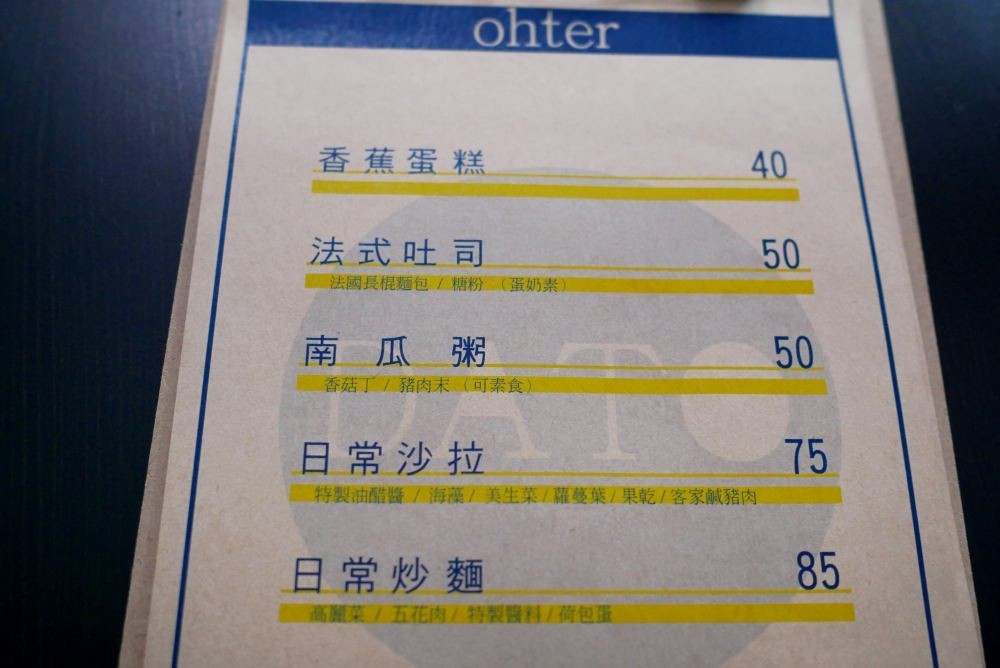 ohter
香蕉蛋糕 40
法式吐司 50
法國長棍麵包 / 糖粉 （蛋奶素）
南瓜粥 50
香菇丁 / 豬肉末（可素食）
DATO
日常沙拉 75
特製油醋醬 / 海藻 / 美生菜 / 蘿蔓葉 / 果乾 / 客家鹹豬肉
日常炒麵 85
高麗菜 / 五花肉 / 特製醬料 / 荷包蛋